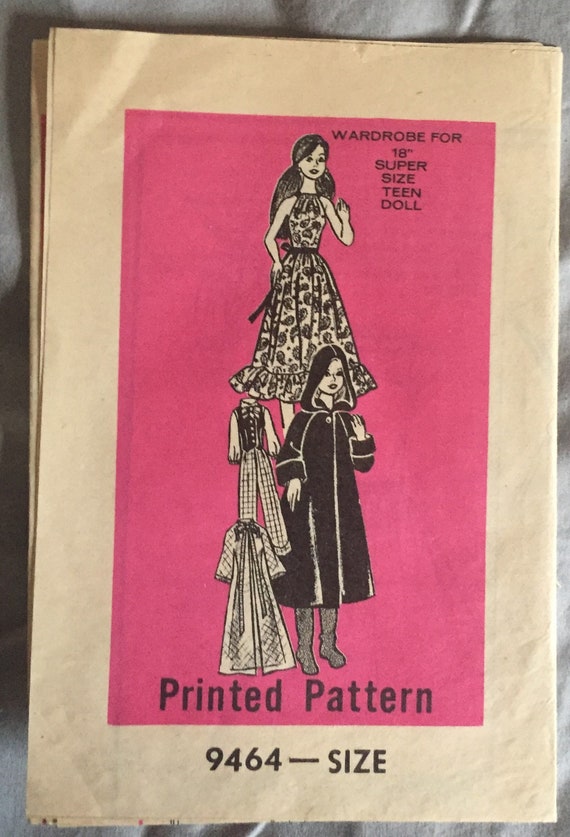 WARDROBE FOR
18"
SUPER
SIZE
TEEN
DOLL
Printed Pattern
9464 — SIZE